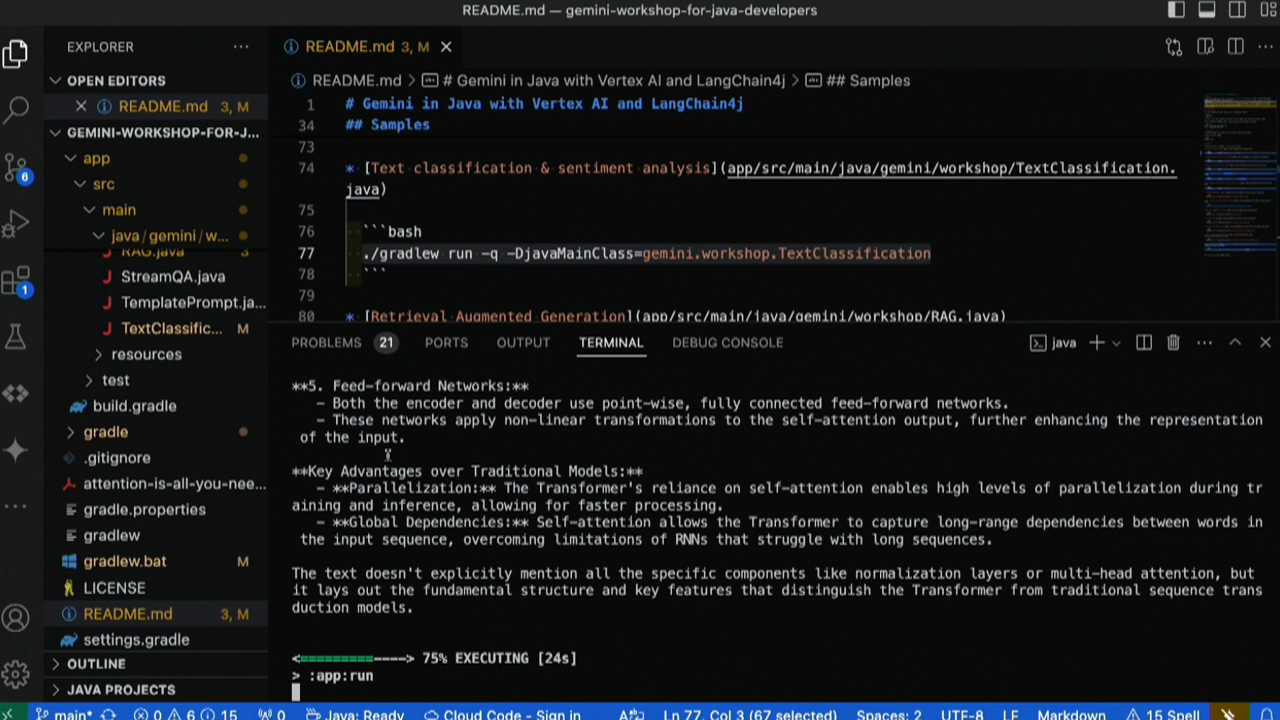 README.md — gemini-workshop-for-java-developers
EXPLORER
OPEN EDITORS
README.md 3, M
GEMINI-WORKSHOP-FOR-J...
app
src
main
java/gemini/w...
RAG.java 3
StreamQA.java
TemplatePrompt.ja...
TextClassific... M
resources
test
build.gradle
gradle
.gitignore
attention-is-all-you-nee...
gradle.properties
gradlew
gradlew.bat M
LICENSE
README.md 3, M
settings.gradle
OUTLINE
JAVA PROJECTS
6
1
README.md 3, M
README.md > # Gemini in Java with Vertex AI and LangChain4j > ## Samples
1 # Gemini in Java with Vertex AI and LangChain4j
34 ## Samples
73
74 * [Text classification & sentiment analysis](app/src/main/java/gemini/workshop/TextClassification.
java)
75
76 ```bash
77 ./gradlew run -q -DjavaMainClass=gemini.workshop.TextClassification
78 ```
79
80 * [Retrieval Augmented Generation](app/src/main/java/gemini/workshop/RAG.java)
PROBLEMS 21 PORTS OUTPUT TERMINAL DEBUG CONSOLE java
**5. Feed-forward Networks:**
- Both the encoder and decoder use point-wise, fully connected feed-forward networks.
- These networks apply non-linear transformations to the self-attention output, further enhancing the representation
of the input.
**Key Advantages over Traditional Models:**
- **Parallelization:** The Transformer's reliance on self-attention enables high levels of parallelization during tr
aining and inference, allowing for faster processing.
- **Global Dependencies:** Self-attention allows the Transformer to capture long-range dependencies between words in
the input sequence, overcoming limitations of RNNs that struggle with long sequences.
The text doesn't explicitly mention all the specific components like normalization layers or multi-head attention, but
it lays out the fundamental structure and key features that distinguish the Transformer from traditional sequence trans
duction models.
<=========----> 75% EXECUTING [24s]
> :app:run
main* 0 6 15 0 Java: Ready Cloud Code - Sign in Ln 77, Col 3 (67 selected) Spaces: 2 UTF-8 LF Markdown 15 Spell